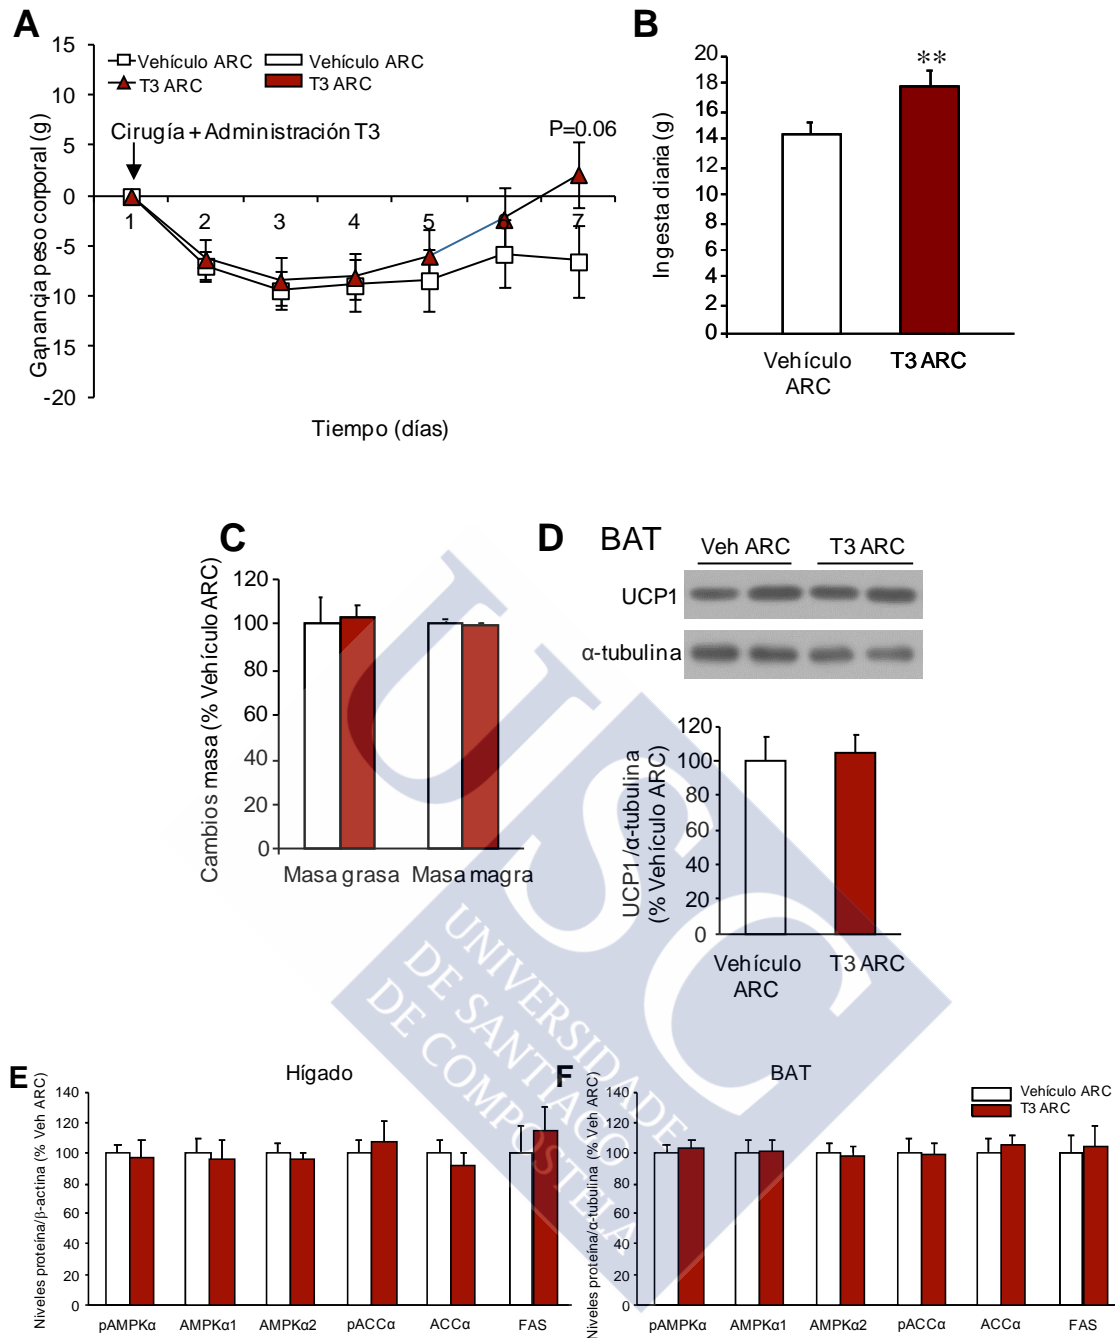 A
15
10
5
0
-5
-10
-15
-20
Ganancia peso corporal (g)
Vehículo ARC
Vehículo ARC
T3 ARC
T3 ARC
Cirugía + Administración T3
P=0.06
1
2
3
4
5
7
Tiempo (días)
B
20
18
16
14
12
10
8
6
4
2
0
Ingesta diaria (g)
**
Vehículo
ARC
T3 ARC
C
120
100
80
60
40
20
0
Cambios masa (% Vehículo ARC)
Masa grasa
Masa magra
D
BAT
Veh ARC
T3 ARC
UCP1
α-tubulina
120
100
80
60
40
20
0
UCP1/α-tubulina
(% Vehículo ARC)
Vehículo
ARC
T3 ARC
USC
UNIVERSIDADE
DE SANTIAGO
DE COMPOSTELA
E
Hígado
140
120
100
80
60
40
20
0
Niveles proteína/β-actina (% Veh ARC)
pAMPKα
AMPKα1
AMPKα2
pACCα
ACCα
FAS
F
BAT
Vehículo ARC
T3 ARC
140
120
100
80
60
40
20
0
Niveles proteína/α-tubulina (% Veh ARC)
pAMPKα
AMPKα1
AMPKα2
pACCα
ACCα
FAS